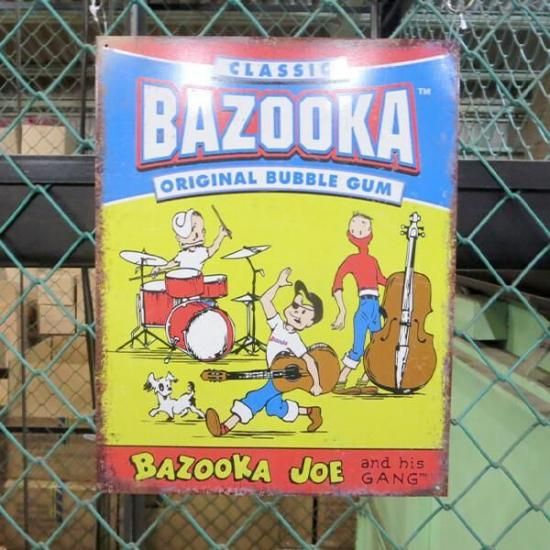 CLASSIC
BAZOOKA™
ORIGINAL BUBBLE GUM
BAZOOKA JOE and his
GANG™